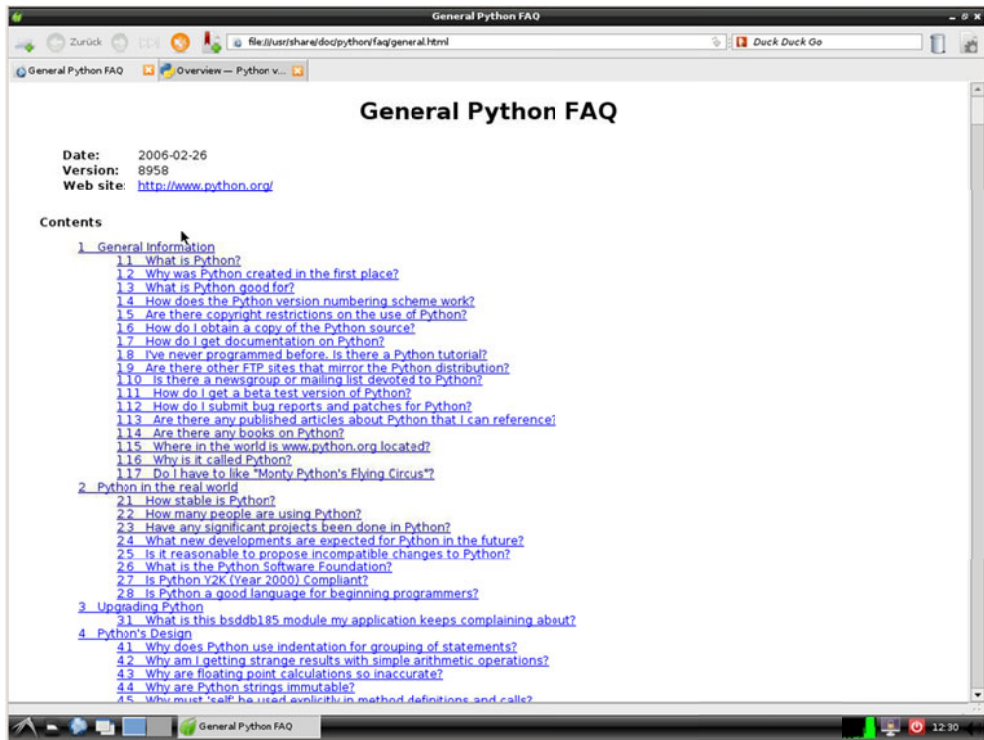 General Python FAQ
Zurück
file:///usr/share/doc/python/faq/general.html
Duck Duck Go
General Python FAQ
Overview — Python v...
General Python FAQ
Date: 2006-02-26
Version: 8958
Web site: http://www.python.org/
Contents
1 General Information
1.1 What is Python?
1.2 Why was Python created in the first place?
1.3 What is Python good for?
1.4 How does the Python version numbering scheme work?
1.5 Are there copyright restrictions on the use of Python?
1.6 How do I obtain a copy of the Python source?
1.7 How do I get documentation on Python?
1.8 I've never programmed before. Is there a Python tutorial?
1.9 Are there other FTP sites that mirror the Python distribution?
1.10 Is there a newsgroup or mailing list devoted to Python?
1.11 How do I get a beta test version of Python?
1.12 How do I submit bug reports and patches for Python?
1.13 Are there any published articles about Python that I can reference?
1.14 Are there any books on Python?
1.15 Where in the world is www.python.org located?
1.16 Why is it called Python?
1.17 Do I have to like "Monty Python's Flying Circus"?
2 Python in the real world
2.1 How stable is Python?
2.2 How many people are using Python?
2.3 Have any significant projects been done in Python?
2.4 What new developments are expected for Python in the future?
2.5 Is it reasonable to propose incompatible changes to Python?
2.6 What is the Python Software Foundation?
2.7 Is Python Y2K (Year 2000) Compliant?
2.8 Is Python a good language for beginning programmers?
3 Upgrading Python
3.1 What is this bsddb185 module my application keeps complaining about?
4 Python's Design
4.1 Why does Python use indentation for grouping of statements?
4.2 Why am I getting strange results with simple arithmetic operations?
4.3 Why are floating point calculations so inaccurate?
4.4 Why are Python strings immutable?
4.5 Why must 'self' be used explicitly in method definitions and calls?
General Python FAQ
12:30